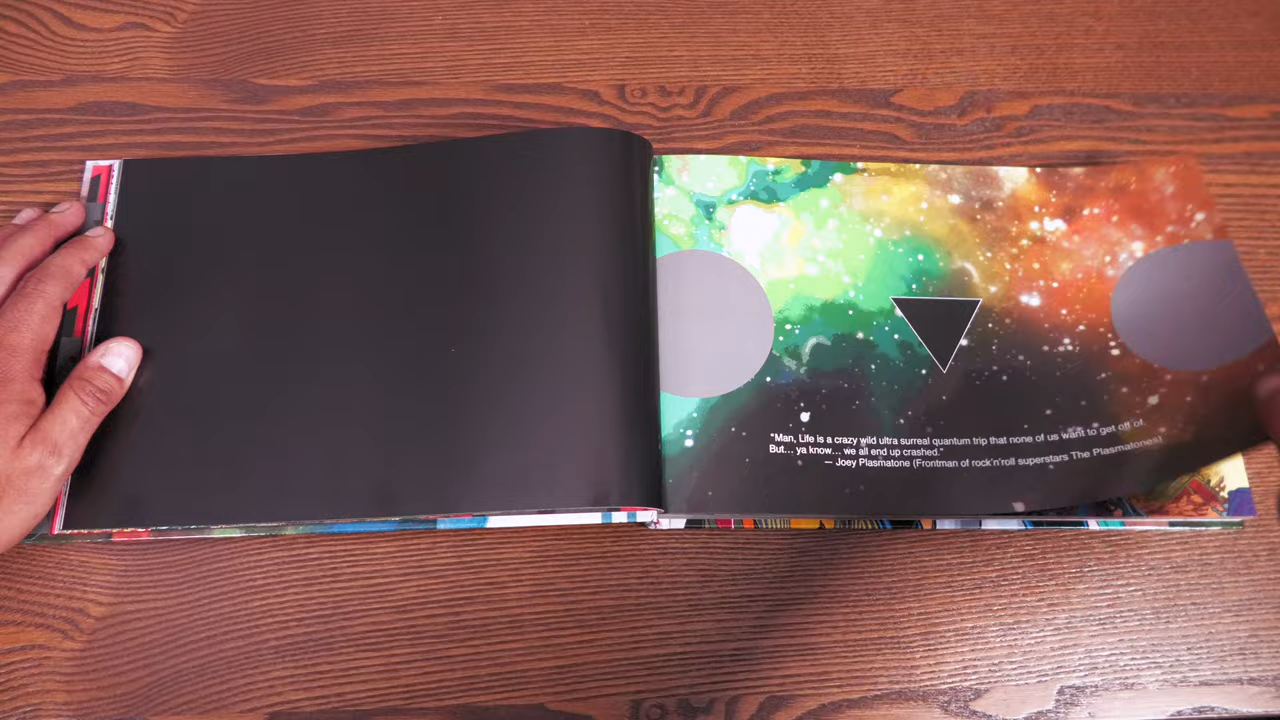 "Man, Life is a crazy wild ultra surreal quantum trip that none of us want to get off of.
But... ya know... we all end up crashed."
— Joey Plasmatone (Frontman of rock'n'roll superstars The Plasmatones)